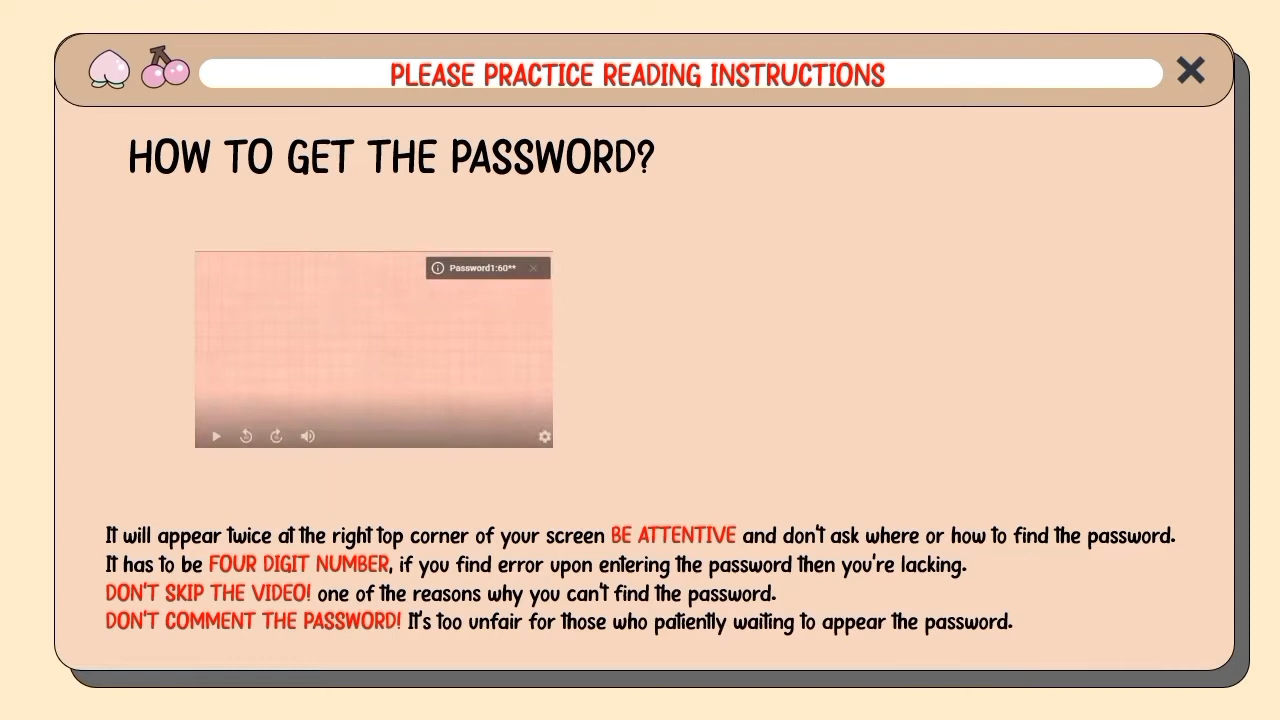 PLEASE PRACTICE READING INSTRUCTIONS
HOW TO GET THE PASSWORD?
Password1:60**
It will appear twice at the right top corner of your screen BE ATTENTIVE and don't ask where or how to find the password.
It has to be FOUR DIGIT NUMBER, if you find error upon entering the password then you're lacking.
DON'T SKIP THE VIDEO! one of the reasons why you can't find the password.
DON'T COMMENT THE PASSWORD! It's too unfair for those who patiently waiting to appear the password.